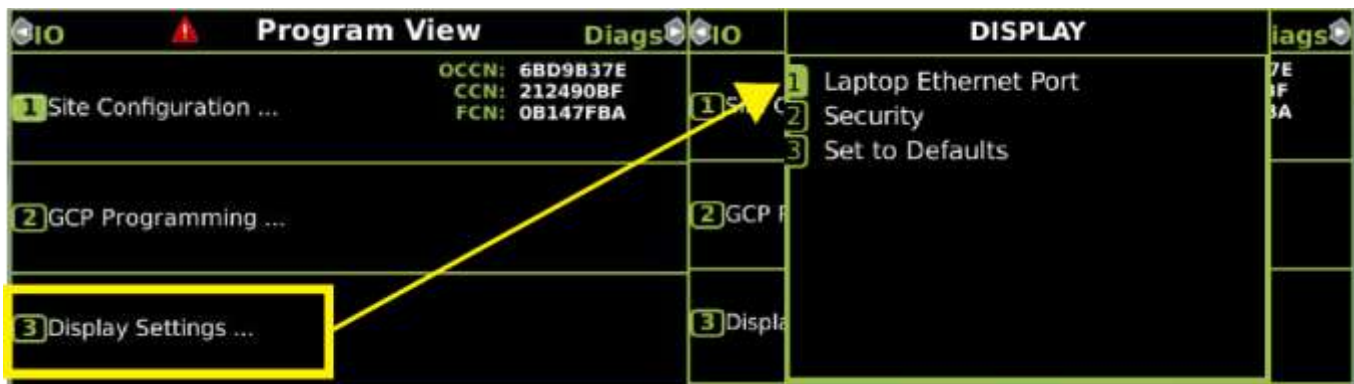 IO Program View Diags
OCCN: 6BD9B37E
CCN: 212490BF
FCN: 0B147FBA
1 Site Configuration ...
2 GCP Programming ...
3 Display Settings ...
IO DISPLAY iags
7E
1 Laptop Ethernet Port
2 Security
3 Set to Defaults
1
3A
2 GCP
3 Displa